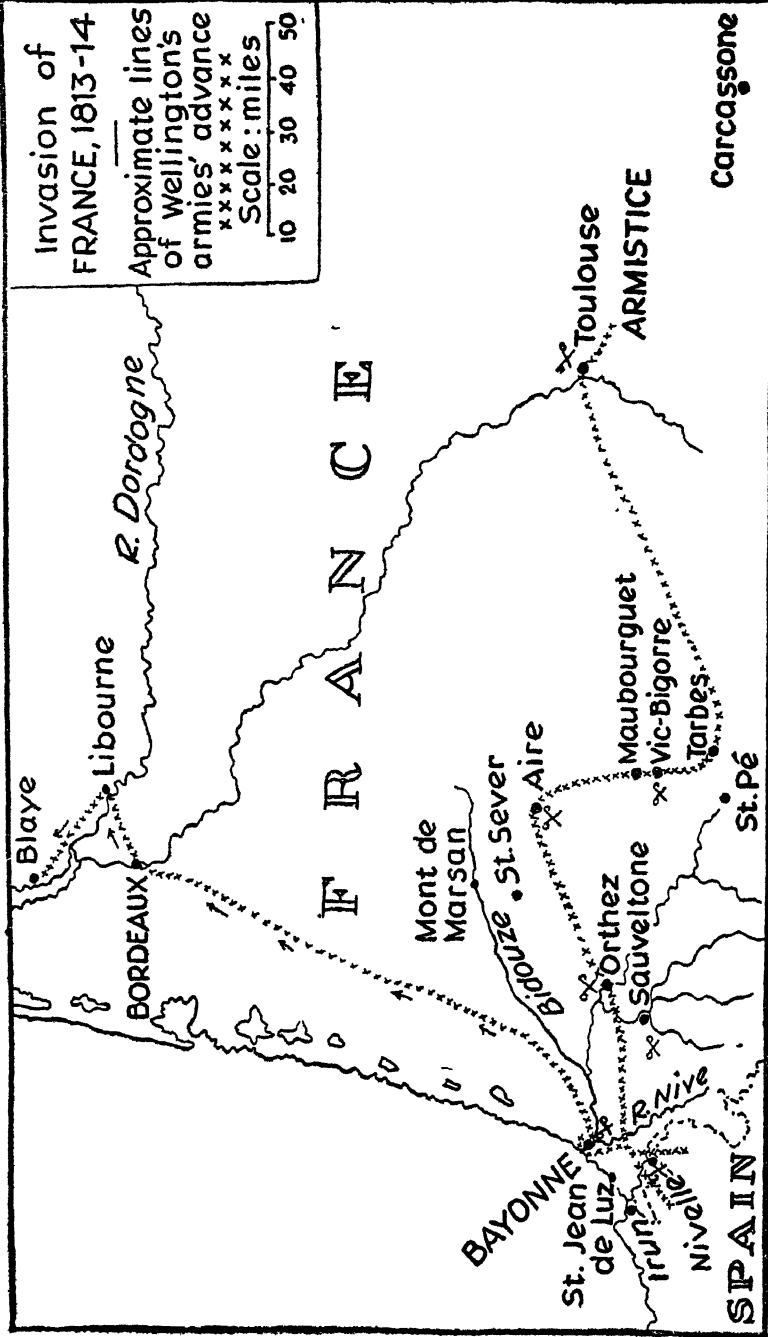 Invasion of
FRANCE, 1813-14
Approximate lines
of Wellington's
armies' advance
xxxxxxxxxx
Scale: miles
10 20 30 40 50
Blaye
Libourne
R. Dordogne
BORDEAUX
FRANCE
Mont de
Marsan
St. Sever
Aire
Bidouze
Orthez
Sauveltone
Maubourguet
Vic-Bigorre
Tarbes
St. Pé
Toulouse
ARMISTICE
Carcassone
BAYONNE
St. Jean
de Luz
Irun
Nivelle
R. Nive
SPAIN